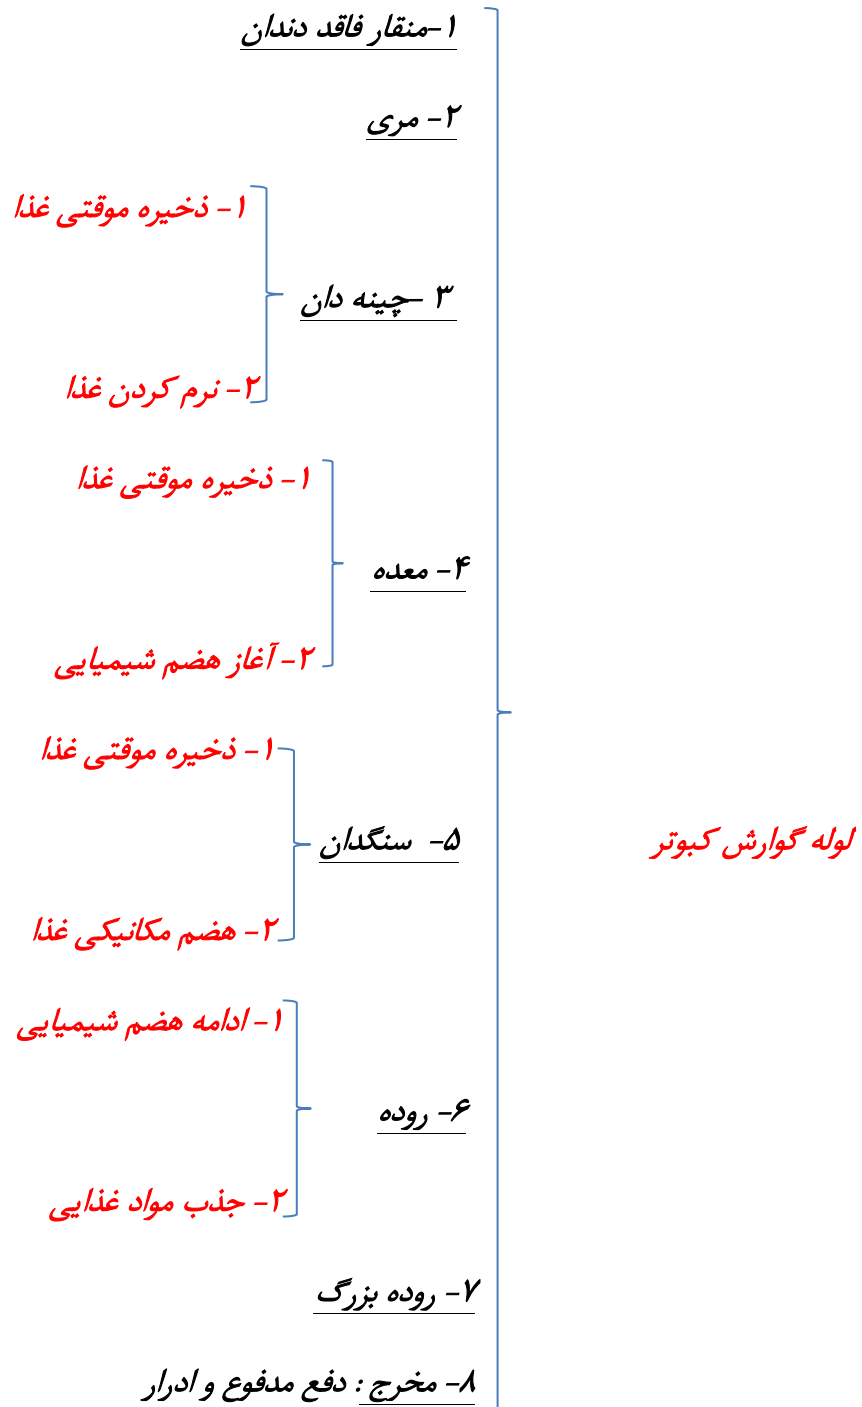 ۱-منقار فاقد دندان
۲- مری
۱- ذخیره موقتی غذا
۳ -چینه دان
۲- نرم کردن غذا
۱- ذخیره موقتی غذا
۴- معده
۲- آغاز هضم شیمیایی
۱- ذخیره موقتی غذا
لوله گوارش کبوتر
۵- سنگدان
۲- هضم مکانیکی غذا
۱- ادامه هضم شیمیایی
۶- روده
۲- جذب مواد غذایی
۷- روده بزرگ
۸- مخرج : دفع مدفوع و ادرار